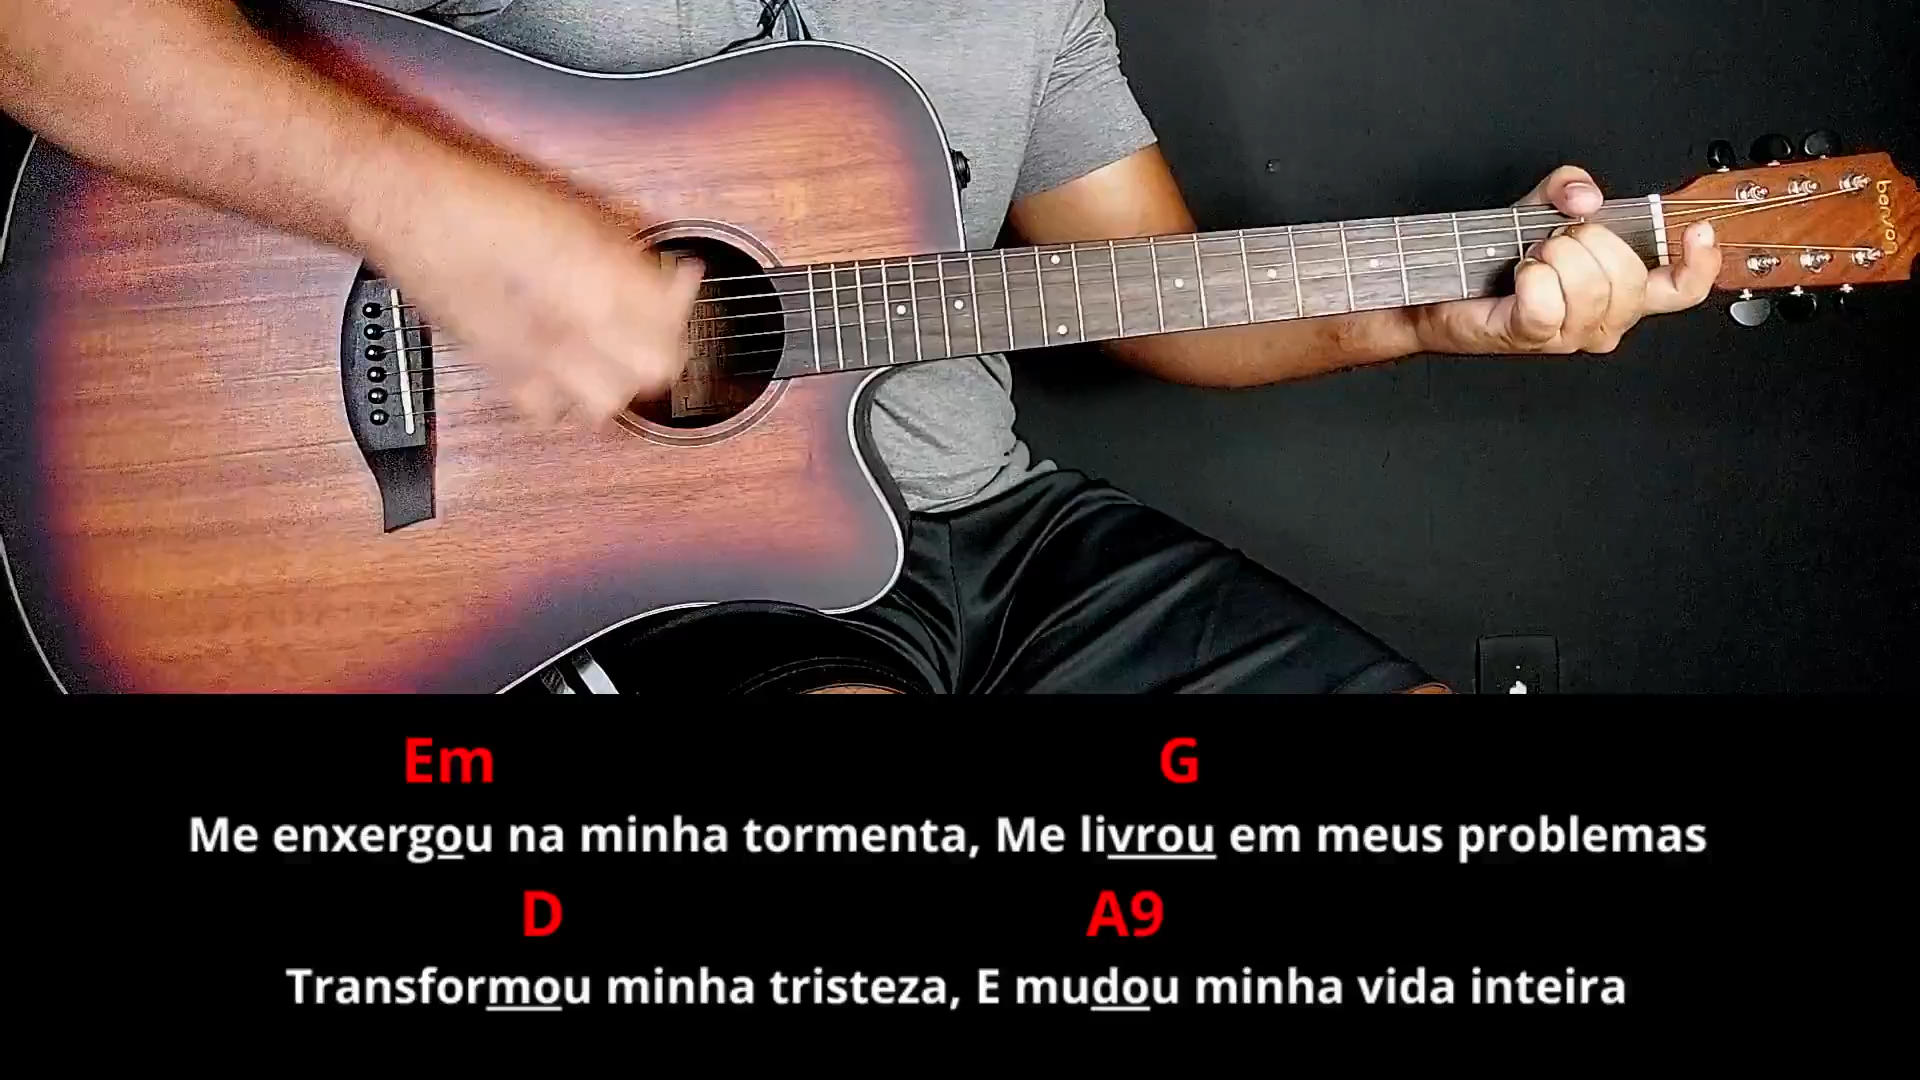 benson
Em G
Me enxergou na minha tormenta, Me livrou em meus problemas
D A9
Transformou minha tristeza, E mudou minha vida inteira